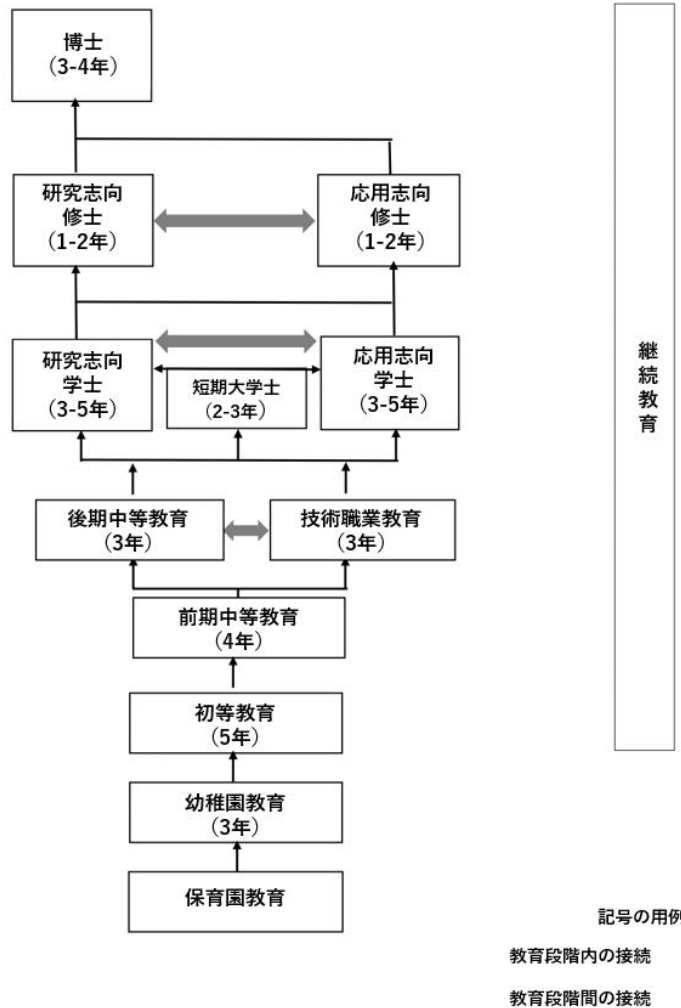 博士
(3-4年)
研究志向
修士
(1-2年)
応用志向
修士
(1-2年)
研究志向
学士
(3-5年)
短期大学士
(2-3年)
応用志向
学士
(3-5年)
後期中等教育
(3年)
技術職業教育
(3年)
前期中等教育
(4年)
初等教育
(5年)
幼稚園教育
(3年)
保育園教育
継続教育
記号の用例
教育段階内の接続
教育段階間の接続